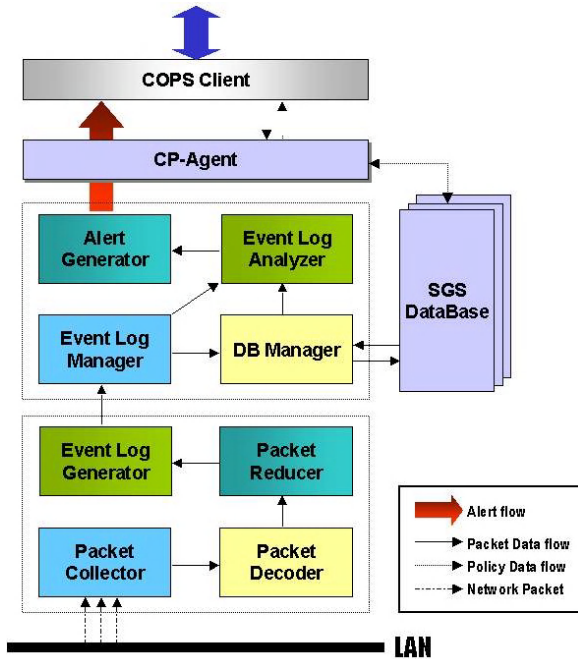 COPS Client
CP-Agent
Alert
Generator
Event Log
Analyzer
SGS
DataBase
Event Log
Manager
DB Manager
Event Log
Generator
Packet
Reducer
Packet
Collector
Packet
Decoder
Alert flow
Packet Data flow
Policy Data flow
Network Packet
LAN